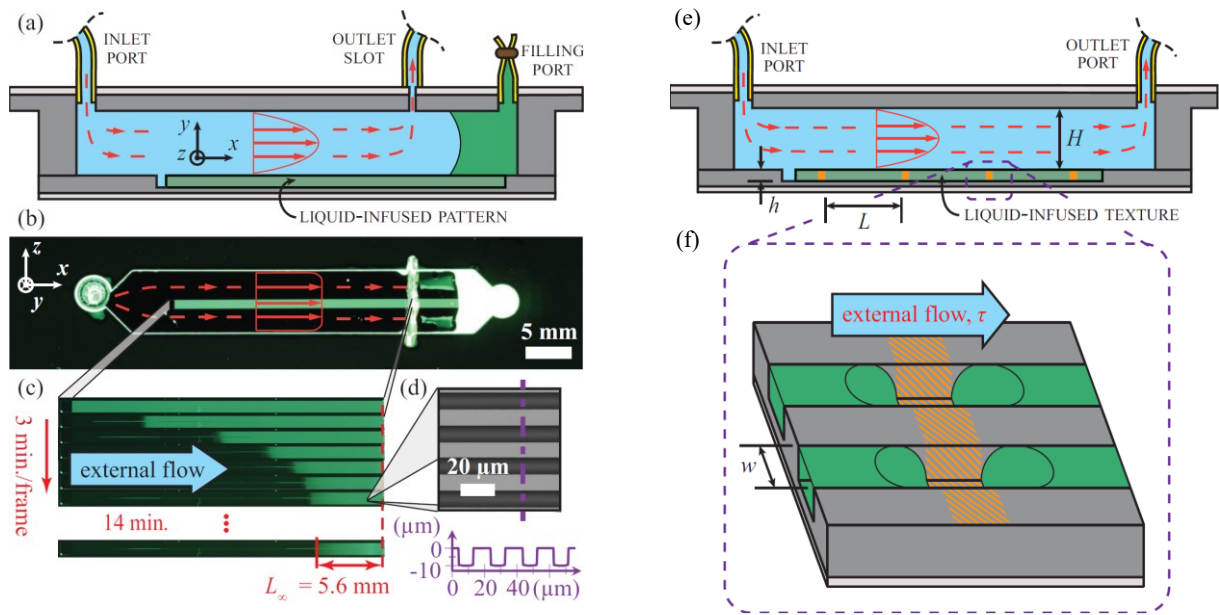 (a)
INLET
PORT
OUTLET
SLOT
FILLING
PORT
y
z
x
LIQUID–INFUSED PATTERN
(b)
z
x
y
5 mm
(c)
3 min./frame
external flow
14 min.
L∞ = 5.6 mm
(d)
20 µm
(µm)
0
-10
0
20
40
(µm)
(e)
INLET
PORT
OUTLET
PORT
H
h
L
LIQUID–INFUSED TEXTURE
(f)
external flow, τ
w